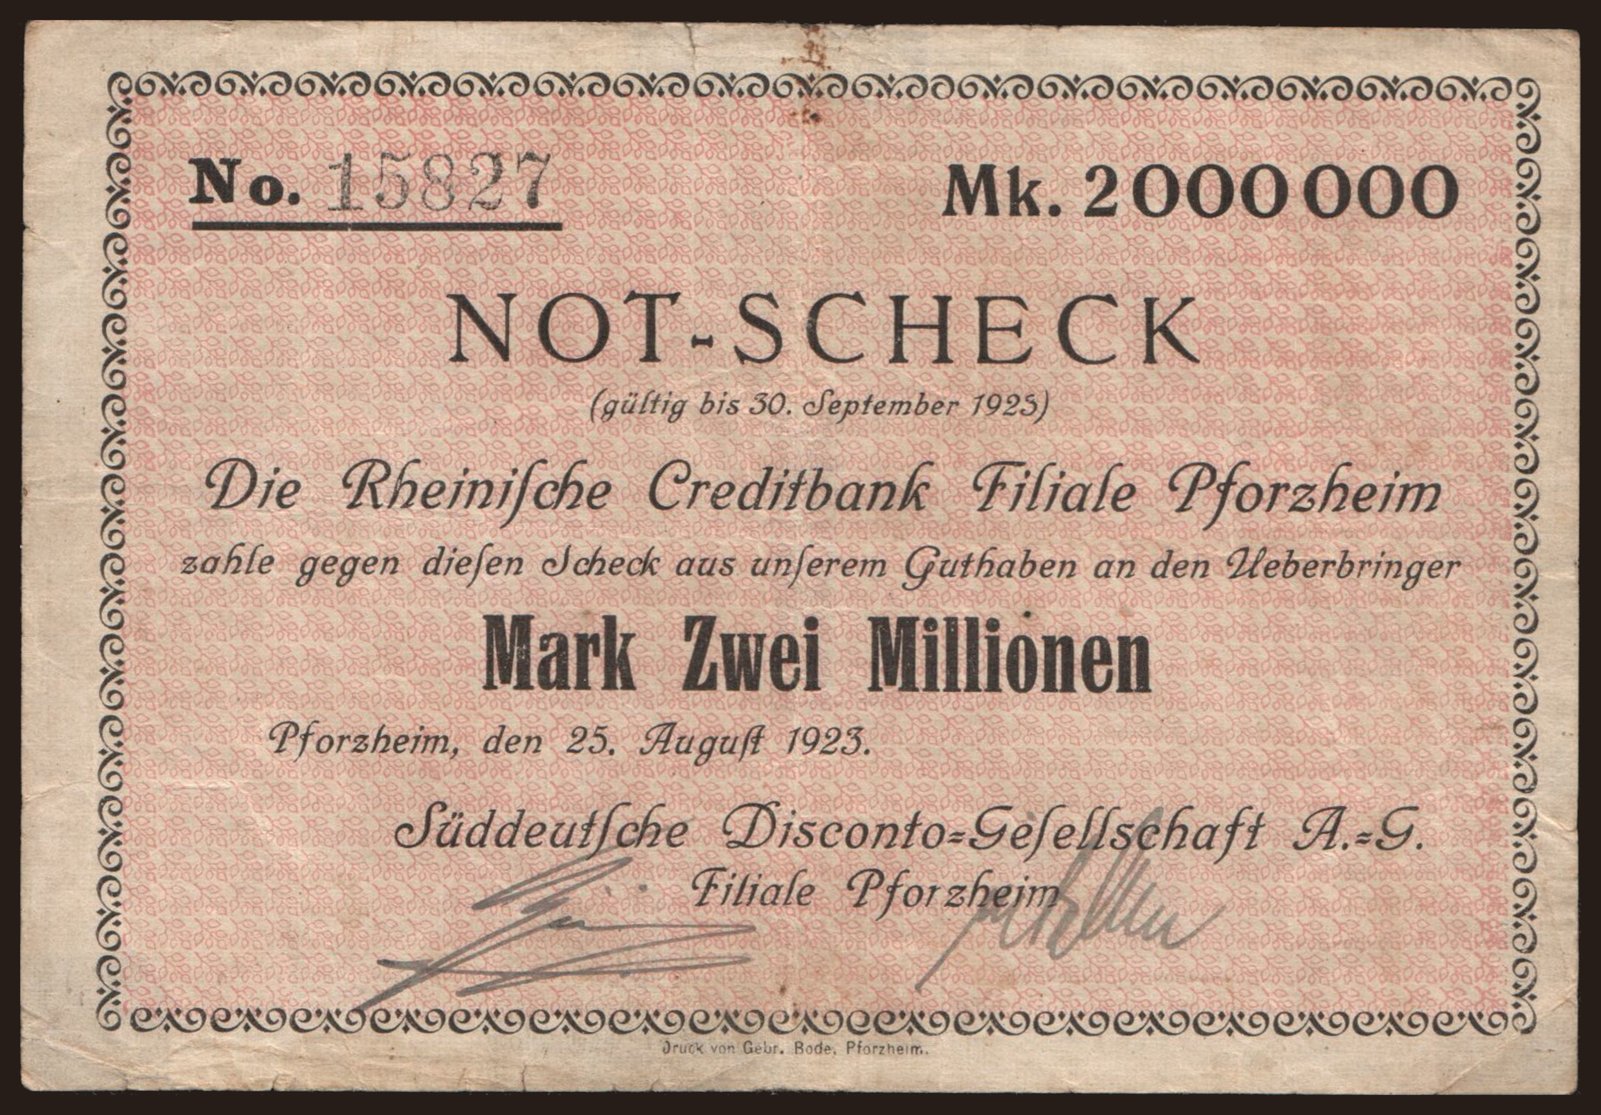 No. 15827
Mk. 2000000
NOT-SCHECK
(gültig bis 30. September 1923)
Die Rheinische Creditbank Filiale Pforzheim
zahle gegen diesen Scheck aus unserem Guthaben an den Ueberbringer
Mark Zwei Millionen
Pforzheim, den 25. August 1923.
Süddeutsche Disconto=Gesellschaft A.=G.
Filiale Pforzheim
Druck von Gebr. Bode, Pforzheim.